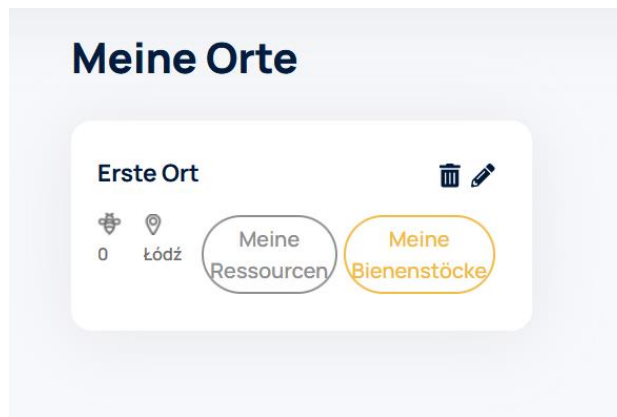 Meine Orte
Erste Ort
0
Łódź
Meine
Ressourcen
Meine
Bienenstöcke